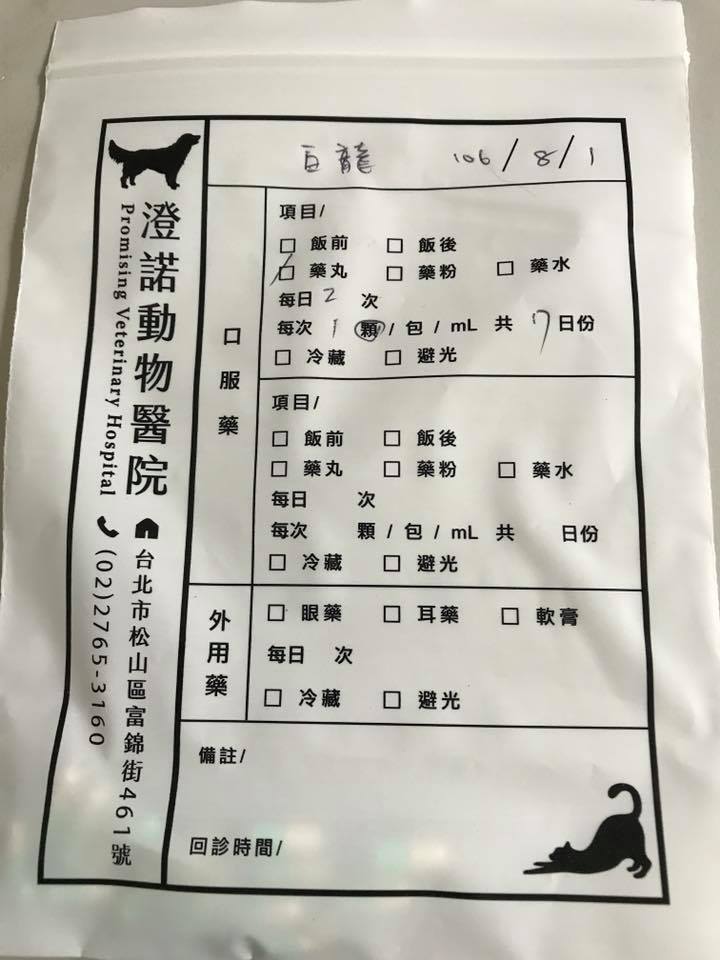 澄諾動物醫院
Promising Veterinary Hospital
台北市松山區富錦街461號
(02)2765-3160
巨龍 106/8/1
口服藥
項目/
飯前 飯後
藥丸 藥粉 藥水
每日 2 次
每次 1 顆 / 包 / mL 共 7 日份
冷藏 避光
項目/
飯前 飯後
藥丸 藥粉 藥水
每日 次
每次 顆 / 包 / mL 共 日份
冷藏 避光
外用藥
眼藥 耳藥 軟膏
每日 次
冷藏 避光
備註/
回診時間/